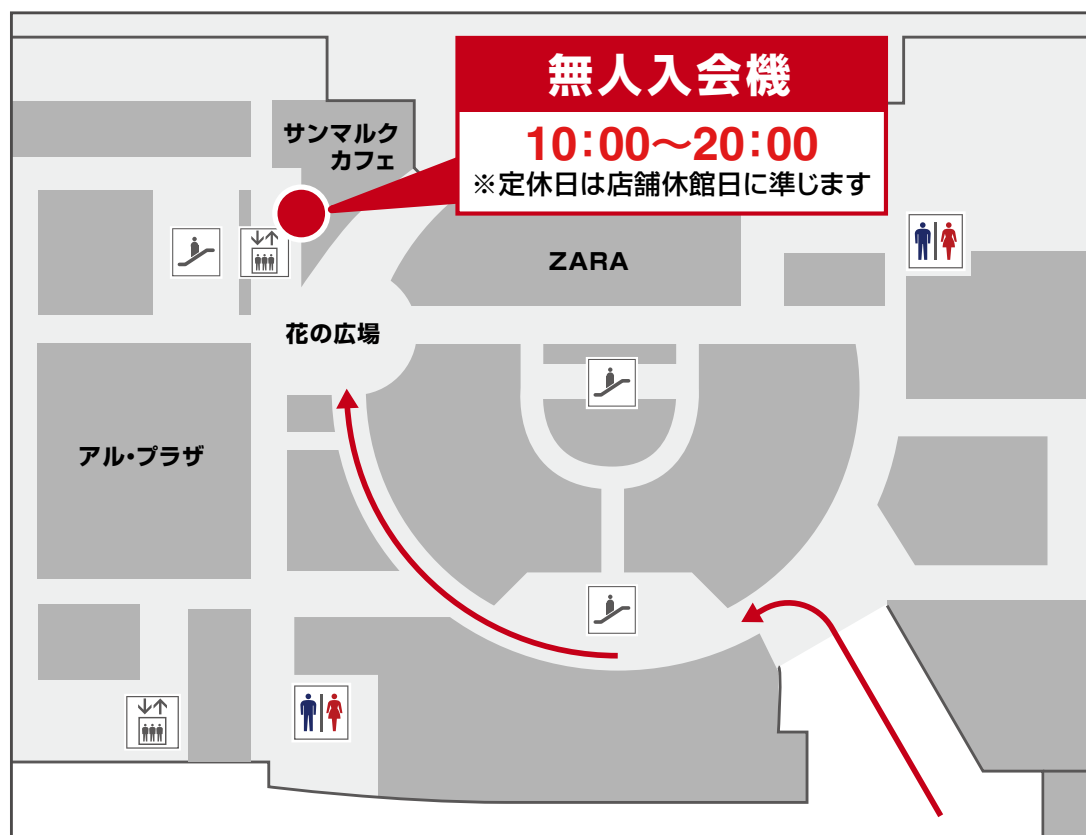 無人入会機
10：00～20：00
※定休日は店舗休館日に準じます
サンマルク
カフェ
ZARA
花の広場
アル・プラザ